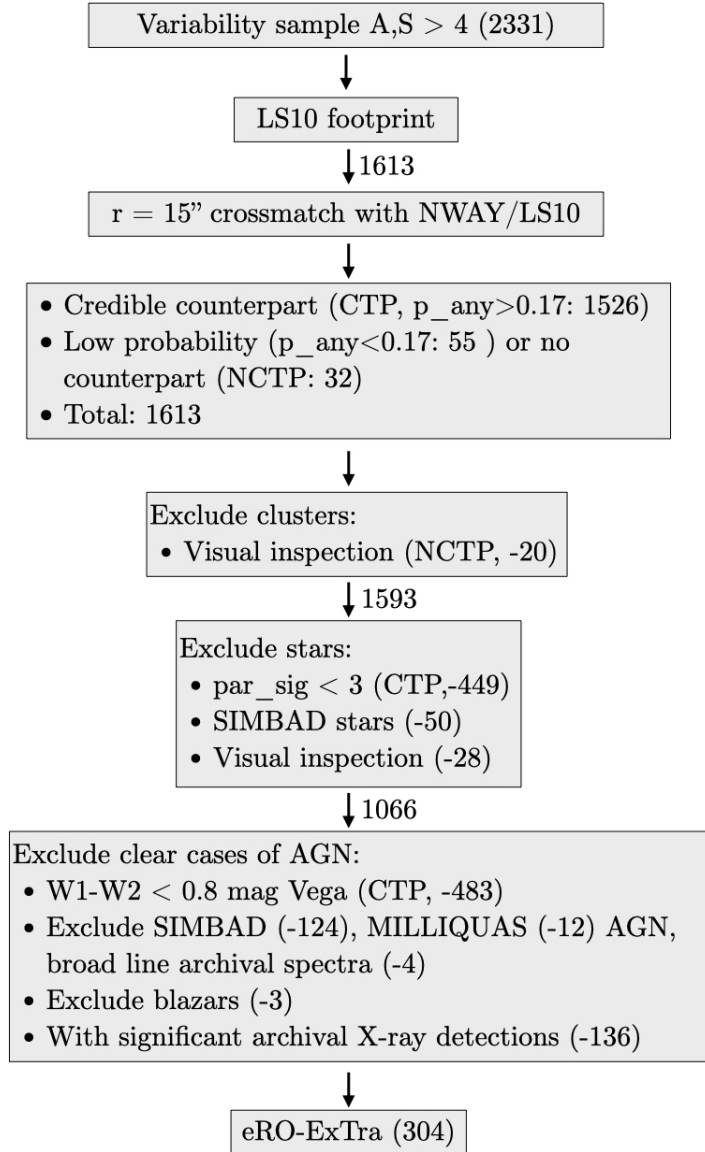 Variability sample A,S > 4 (2331)
LS10 footprint
1613
r = 15” crossmatch with NWAY/LS10
• Credible counterpart (CTP, p_any>0.17: 1526)
• Low probability (p_any<0.17: 55 ) or no
counterpart (NCTP: 32)
• Total: 1613
Exclude clusters:
• Visual inspection (NCTP, -20)
1593
Exclude stars:
• par_sig < 3 (CTP,-449)
• SIMBAD stars (-50)
• Visual inspection (-28)
1066
Exclude clear cases of AGN:
• W1-W2 < 0.8 mag Vega (CTP, -483)
• Exclude SIMBAD (-124), MILLIQUAS (-12) AGN,
broad line archival spectra (-4)
• Exclude blazars (-3)
• With significant archival X-ray detections (-136)
eRO-ExTra (304)